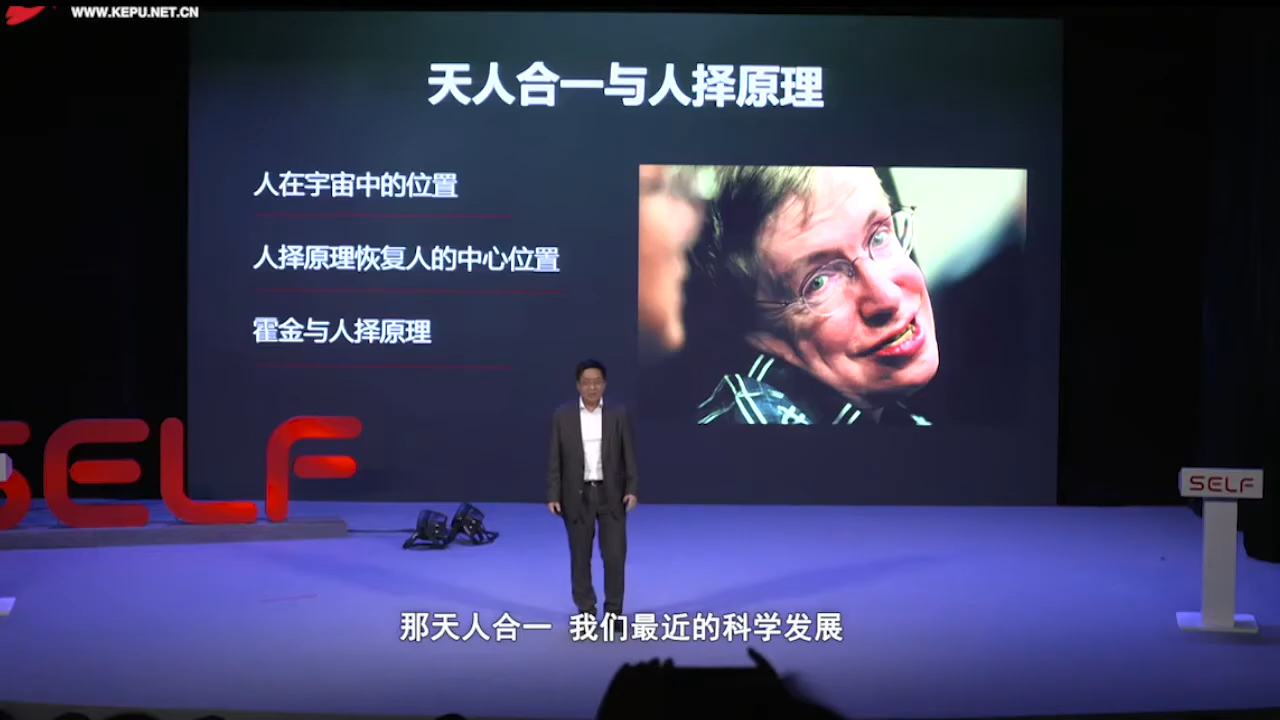 WWW.KEPU.NET.CN
天人合一与人择原理
人在宇宙中的位置
人择原理恢复人的中心位置
霍金与人择原理
SELF
SELF
那天人合一 我们最近的科学发展